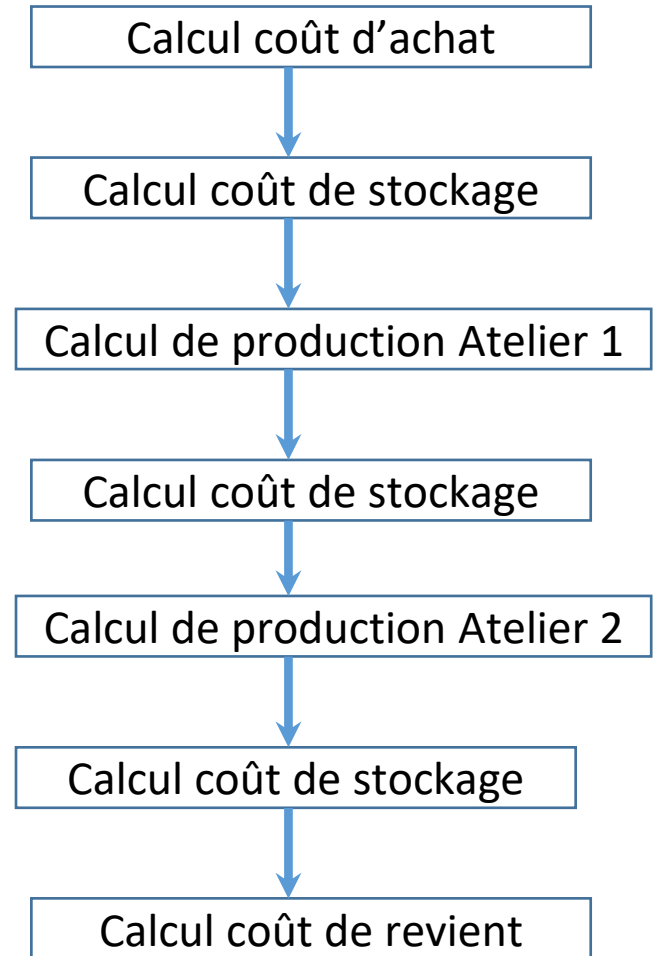 Calcul coût d’achat
Calcul coût de stockage
Calcul de production Atelier 1
Calcul coût de stockage
Calcul de production Atelier 2
Calcul coût de stockage
Calcul coût de revient